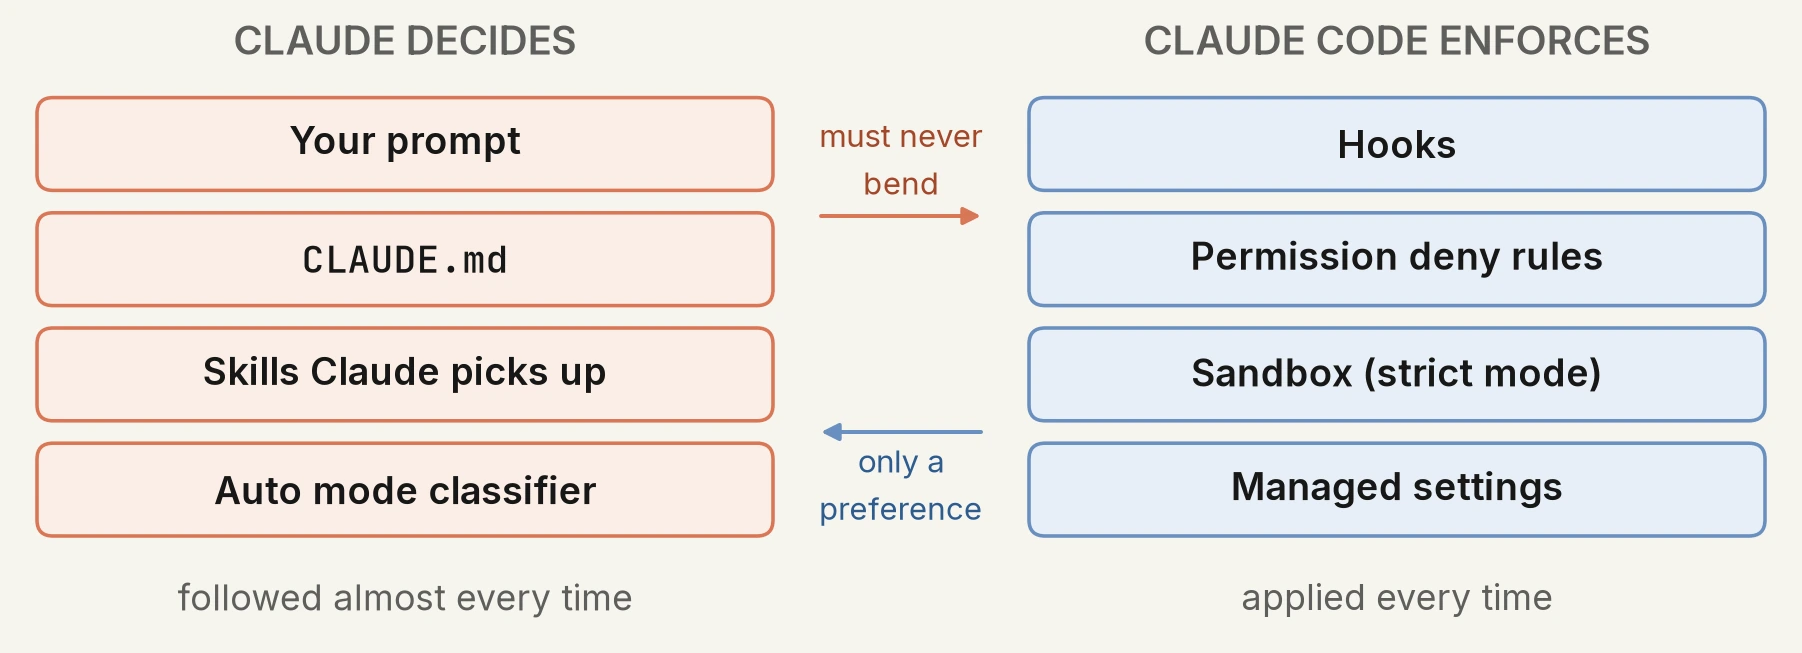 CLAUDE DECIDES
Your prompt
CLAUDE.md
Skills Claude picks up
Auto mode classifier
followed almost every time
must never
bend
only a
preference
CLAUDE CODE ENFORCES
Hooks
Permission deny rules
Sandbox (strict mode)
Managed settings
applied every time